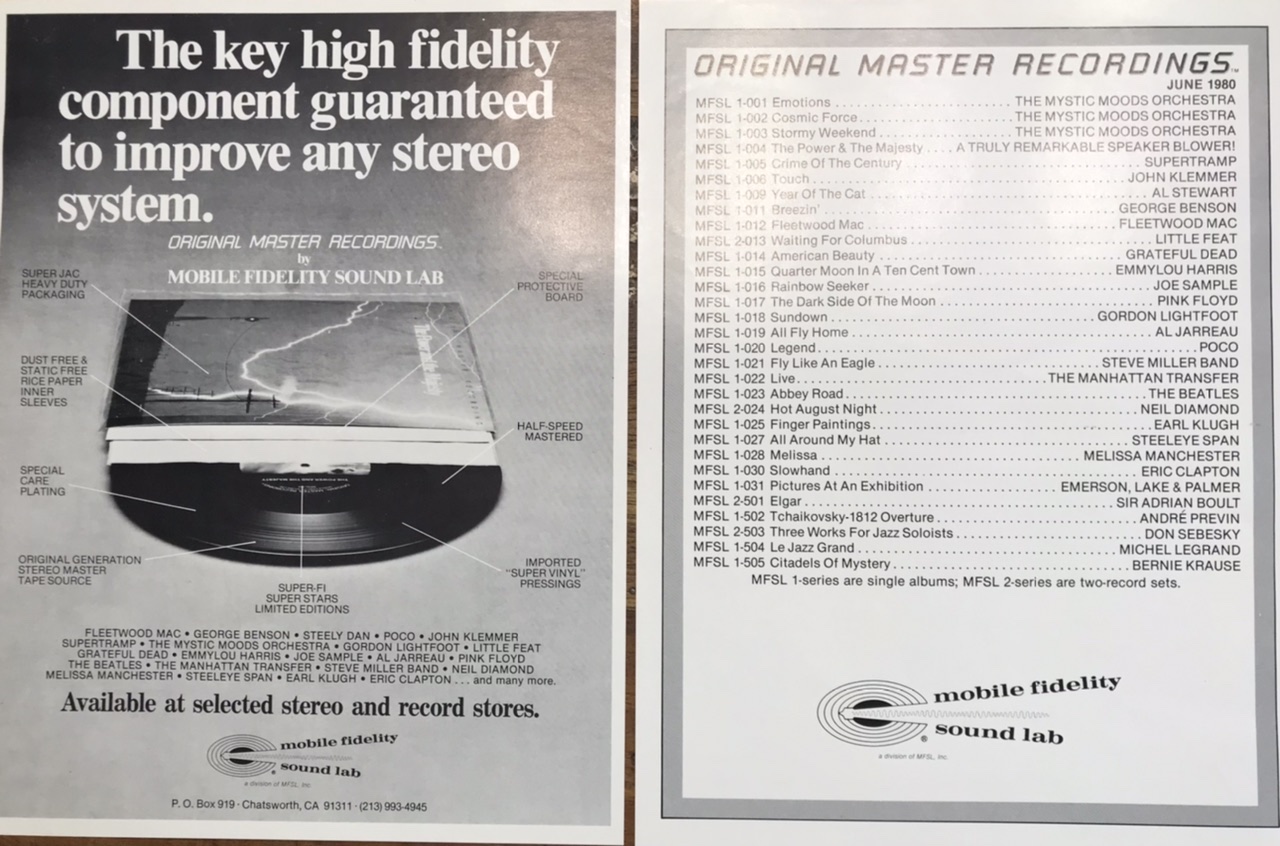 The key high fidelity
component guaranteed
to improve any stereo
system.
ORIGINAL MASTER RECORDINGS™
by
MOBILE FIDELITY SOUND LAB
SUPER JAC
HEAVY DUTY
PACKAGING
SPECIAL
PROTECTIVE
BOARD
DUST FREE &
STATIC FREE
RICE PAPER
INNER
SLEEVES
HALF-SPEED
MASTERED
SPECIAL
CARE
PLATING
ORIGINAL GENERATION
STEREO MASTER
TAPE SOURCE
SUPER-FI
SUPER STARS
LIMITED EDITIONS
IMPORTED
"SUPER VINYL"
PRESSINGS
FLEETWOOD MAC • GEORGE BENSON • STEELY DAN • POCO • JOHN KLEMMER
SUPERTRAMP • THE MYSTIC MOODS ORCHESTRA • GORDON LIGHTFOOT • LITTLE FEAT
GRATEFUL DEAD • EMMYLOU HARRIS • JOE SAMPLE • AL JARREAU • PINK FLOYD
THE BEATLES • THE MANHATTAN TRANSFER • STEVE MILLER BAND • NEIL DIAMOND
MELISSA MANCHESTER • STEELEYE SPAN • EARL KLUGH • ERIC CLAPTON . . . and many more.
Available at selected stereo and record stores.
mobile fidelity
sound lab
®
a division of MFSL, Inc.
P. O. Box 919 · Chatsworth, CA 91311 · (213) 993-4945
ORIGINAL MASTER RECORDINGS™
JUNE 1980
MFSL 1-001 Emotions . . . . . . . . . . THE MYSTIC MOODS ORCHESTRA
MFSL 1-002 Cosmic Force . . . . . . . . . . THE MYSTIC MOODS ORCHESTRA
MFSL 1-003 Stormy Weekend . . . . . . . . . . THE MYSTIC MOODS ORCHESTRA
MFSL 1-004 The Power & The Majesty . . . . A TRULY REMARKABLE SPEAKER BLOWER!
MFSL 1-005 Crime Of The Century . . . . . . . . . . SUPERTRAMP
MFSL 1-006 Touch . . . . . . . . . . JOHN KLEMMER
MFSL 1-009 Year Of The Cat . . . . . . . . . . AL STEWART
MFSL 1-011 Breezin' . . . . . . . . . . GEORGE BENSON
MFSL 1-012 Fleetwood Mac . . . . . . . . . . FLEETWOOD MAC
MFSL 2-013 Waiting For Columbus . . . . . . . . . . LITTLE FEAT
MFSL 1-014 American Beauty . . . . . . . . . . GRATEFUL DEAD
MFSL 1-015 Quarter Moon In A Ten Cent Town . . . . . . . . . . EMMYLOU HARRIS
MFSL 1-016 Rainbow Seeker . . . . . . . . . . JOE SAMPLE
MFSL 1-017 The Dark Side Of The Moon . . . . . . . . . . PINK FLOYD
MFSL 1-018 Sundown . . . . . . . . . . GORDON LIGHTFOOT
MFSL 1-019 All Fly Home . . . . . . . . . . AL JARREAU
MFSL 1-020 Legend . . . . . . . . . . POCO
MFSL 1-021 Fly Like An Eagle . . . . . . . . . . STEVE MILLER BAND
MFSL 1-022 Live . . . . . . . . . . THE MANHATTAN TRANSFER
MFSL 1-023 Abbey Road . . . . . . . . . . THE BEATLES
MFSL 2-024 Hot August Night . . . . . . . . . . NEIL DIAMOND
MFSL 1-025 Finger Paintings . . . . . . . . . . EARL KLUGH
MFSL 1-027 All Around My Hat . . . . . . . . . . STEELEYE SPAN
MFSL 1-028 Melissa . . . . . . . . . . MELISSA MANCHESTER
MFSL 1-030 Slowhand . . . . . . . . . . ERIC CLAPTON
MFSL 1-031 Pictures At An Exhibition . . . . . . . . . . EMERSON, LAKE & PALMER
MFSL 2-501 Elgar . . . . . . . . . . SIR ADRIAN BOULT
MFSL 1-502 Tchaikovsky-1812 Overture . . . . . . . . . . ANDRÉ PREVIN
MFSL 2-503 Three Works For Jazz Soloists . . . . . . . . . . DON SEBESKY
MFSL 1-504 Le Jazz Grand . . . . . . . . . . MICHEL LEGRAND
MFSL 1-505 Citadels Of Mystery . . . . . . . . . . BERNIE KRAUSE
MFSL 1-series are single albums; MFSL 2-series are two-record sets.
mobile fidelity
sound lab
®
a division of MFSL, Inc.